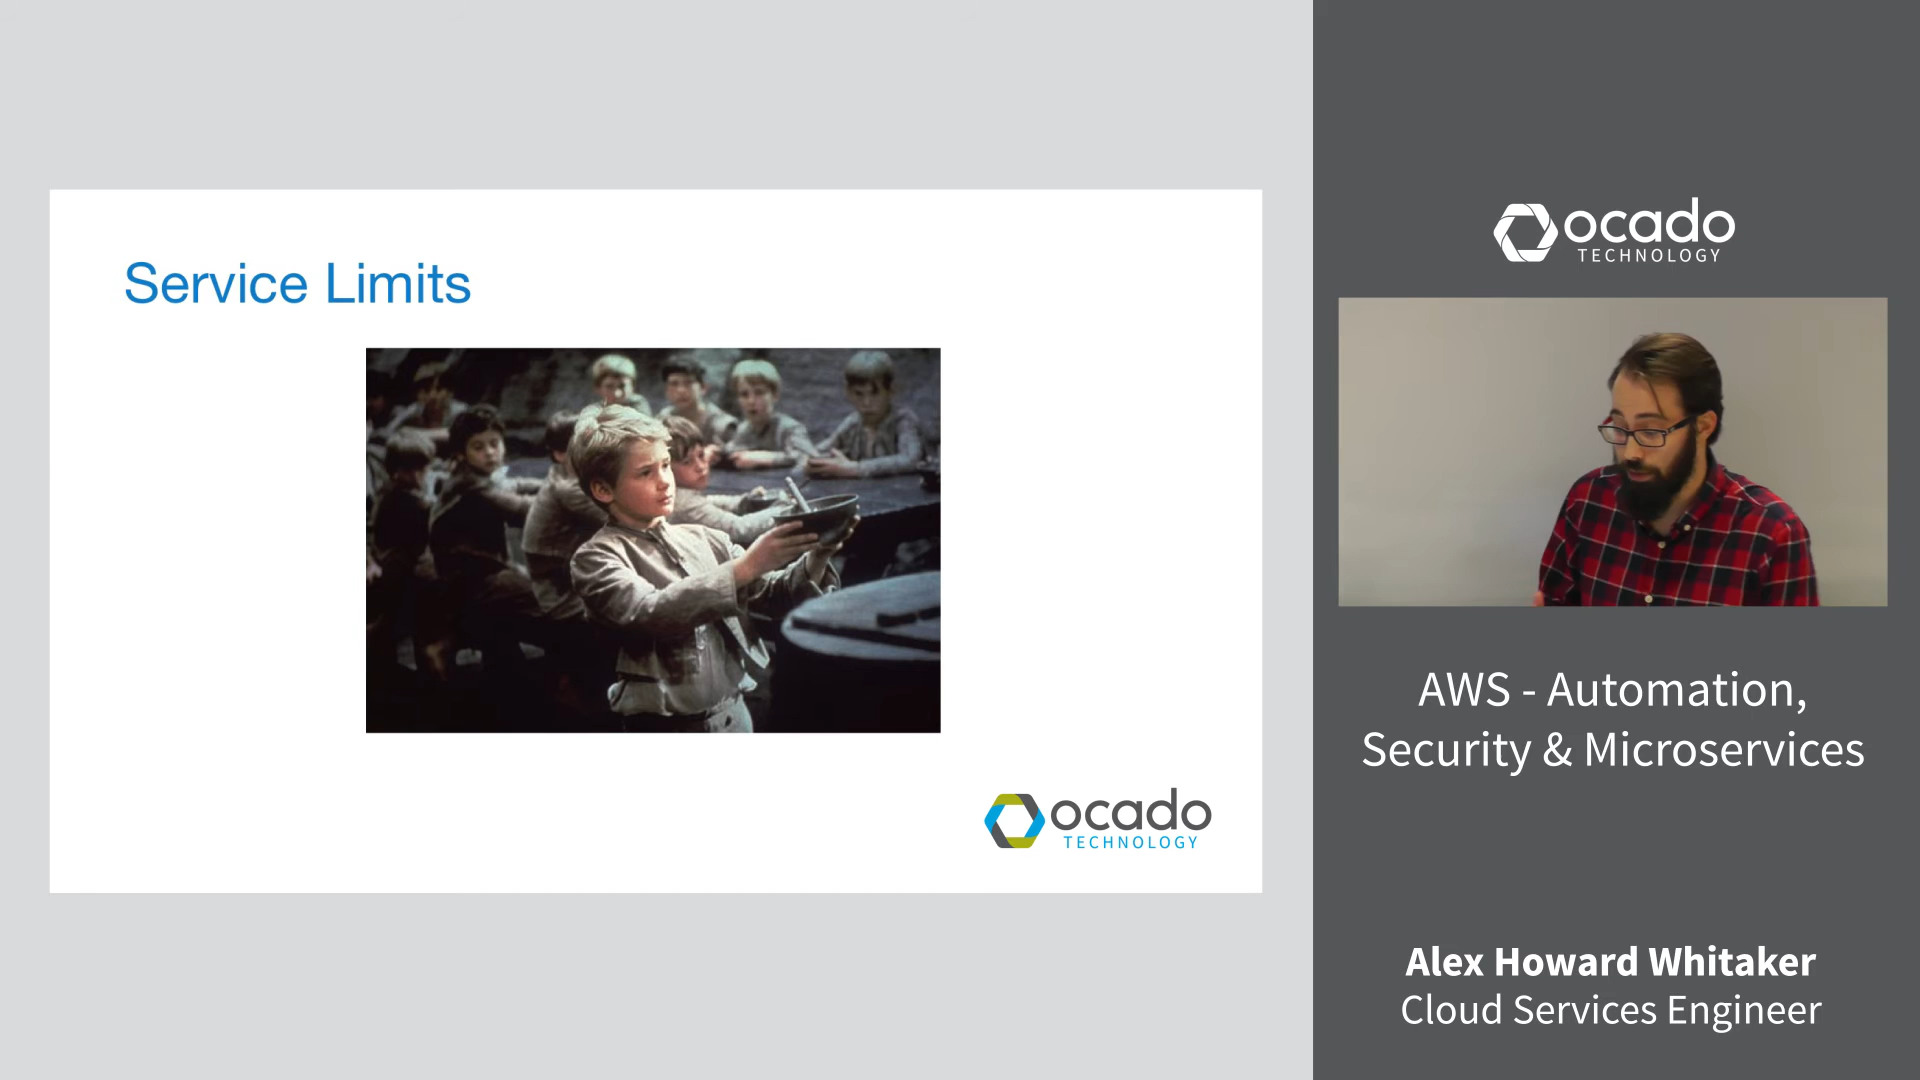 Service Limits
ocado
TECHNOLOGY
ocado
TECHNOLOGY
AWS - Automation,
Security & Microservices
Alex Howard Whitaker
Cloud Services Engineer